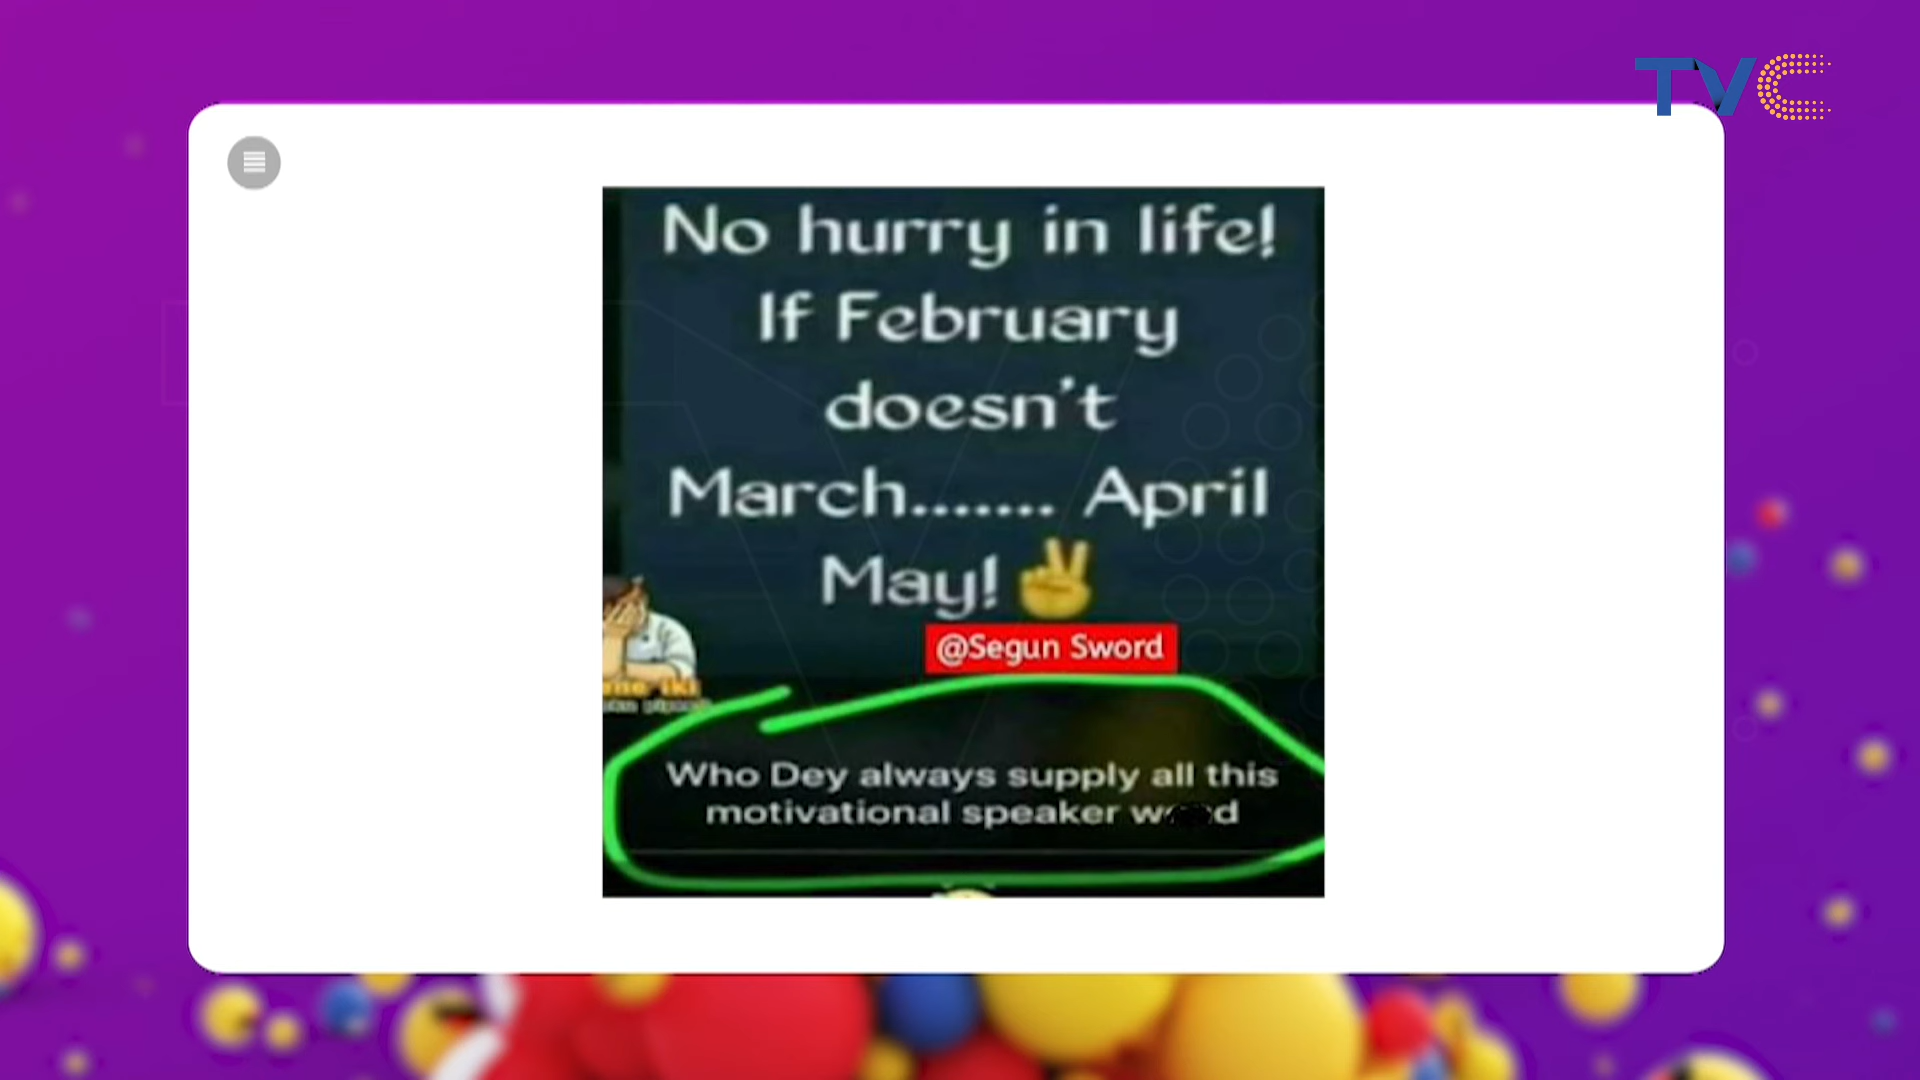 TVC
No hurry in life!
If February
doesn't
March....... April
May!✌
@Segun Sword
Who Dey always supply all this
motivational speaker